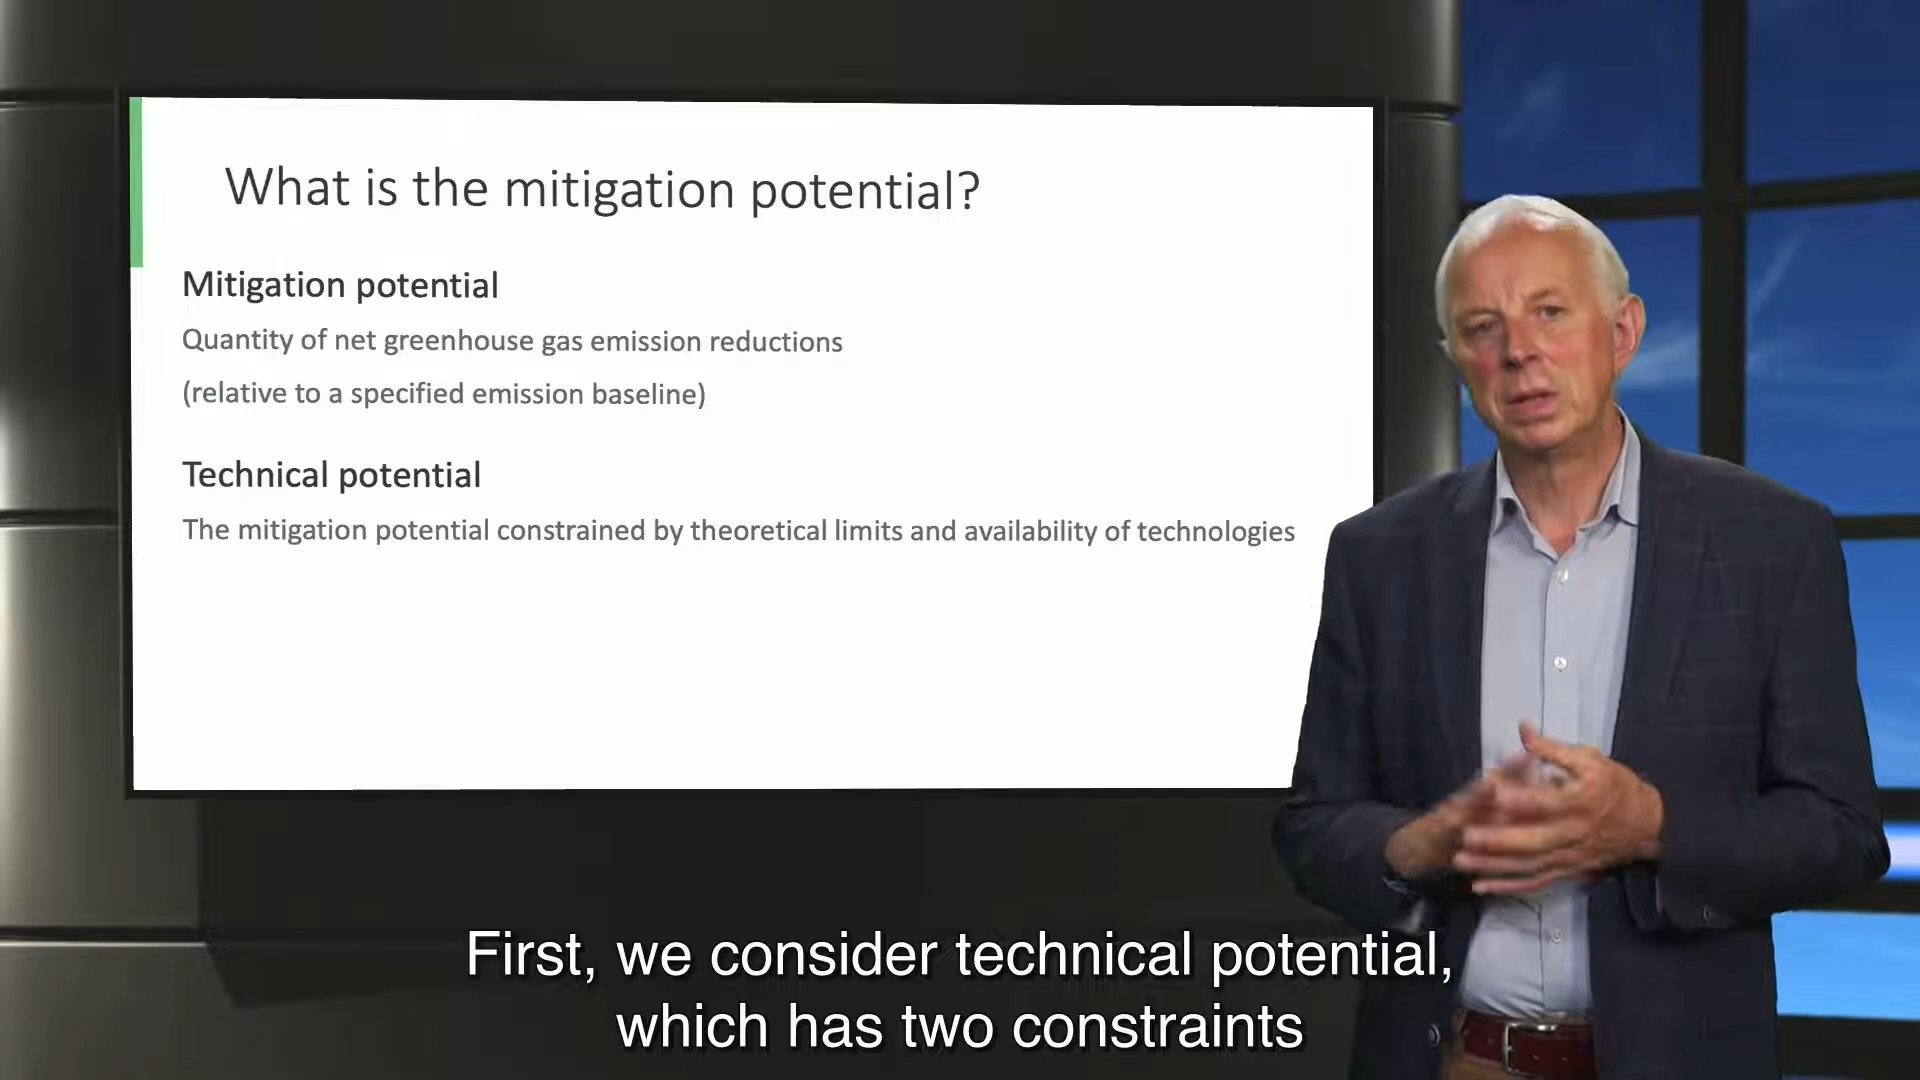 What is the mitigation potential?
Mitigation potential
Quantity of net greenhouse gas emission reductions
(relative to a specified emission baseline)
Technical potential
The mitigation potential constrained by theoretical limits and availability of technologies
First, we consider technical potential,
which has two constraints